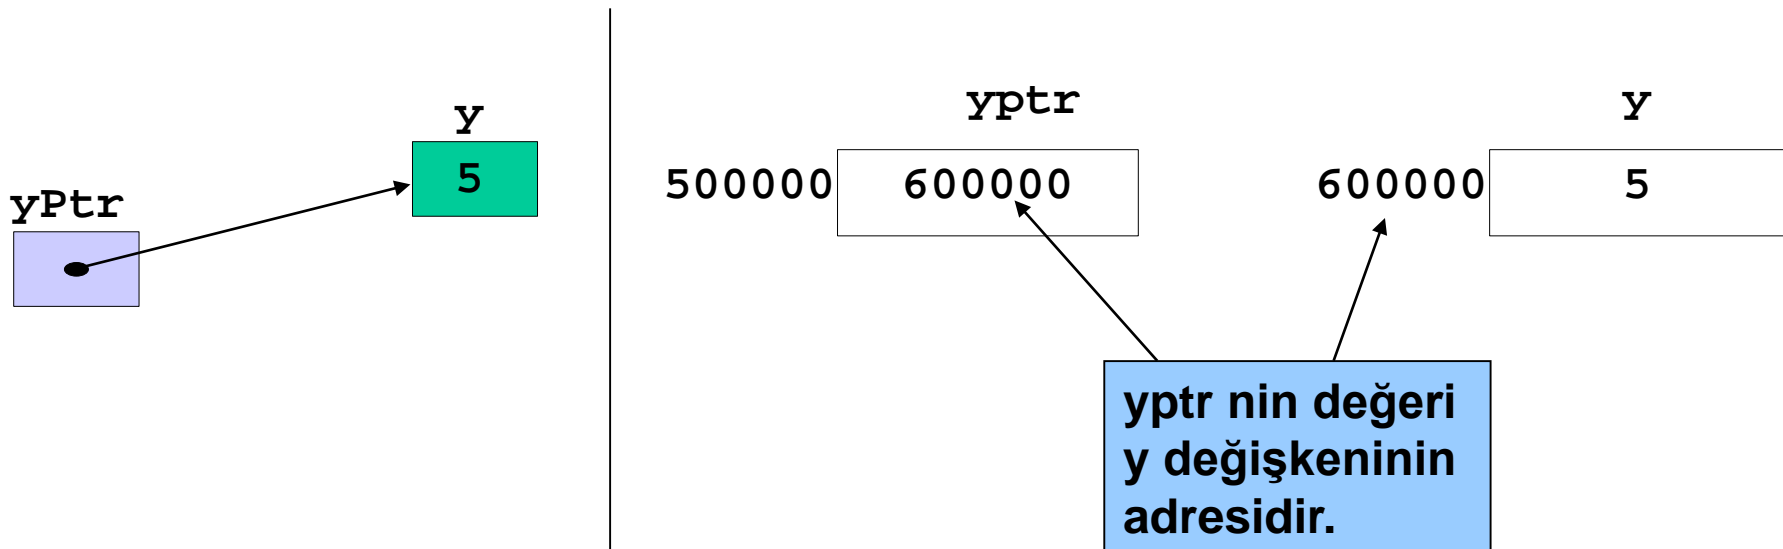 y
5
yPtr
yptr
y
500000 600000
600000 5
yptr nin değeri
y değişkeninin
adresidir.